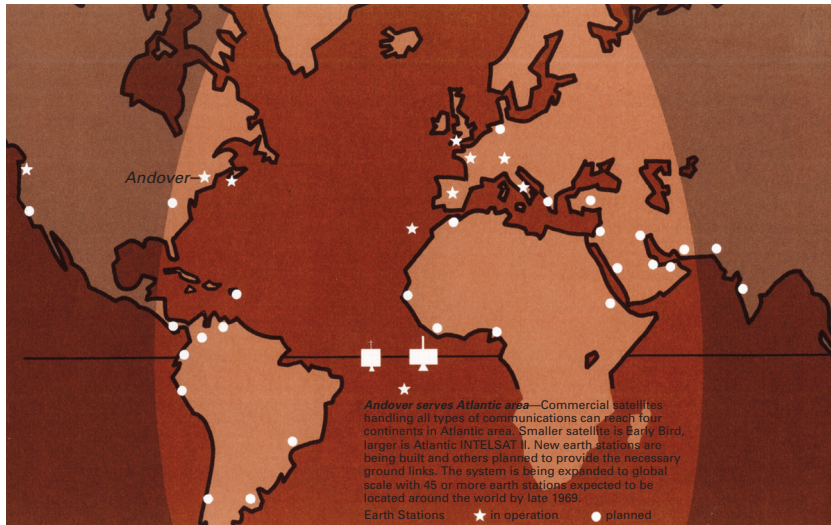 Andover
Andover serves Atlantic area—Commercial satellites
handling all types of communications can reach four
continents in Atlantic area. Smaller satellite is Early Bird,
larger is Atlantic INTELSAT II. New earth stations are
being built and others planned to provide the necessary
ground links. The system is being expanded to global
scale with 45 or more earth stations expected to be
located around the world by late 1969.
Earth Stations in operation planned